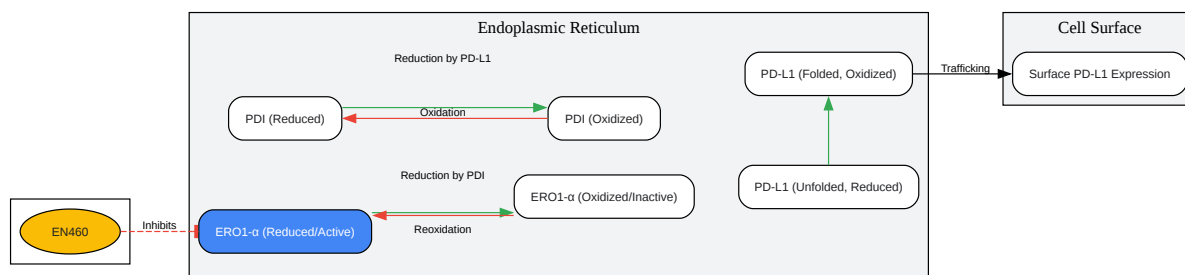 Endoplasmic Reticulum
Cell Surface
Reduction by PD-L1
PD-L1 (Folded, Oxidized)
Trafficking
Surface PD-L1 Expression
PDI (Reduced)
Oxidation
PDI (Oxidized)
Reduction by PDI
ERO1-α (Oxidized/Inactive)
PD-L1 (Unfolded, Reduced)
EN460
Inhibits
ERO1-α (Reduced/Active)
Reoxidation